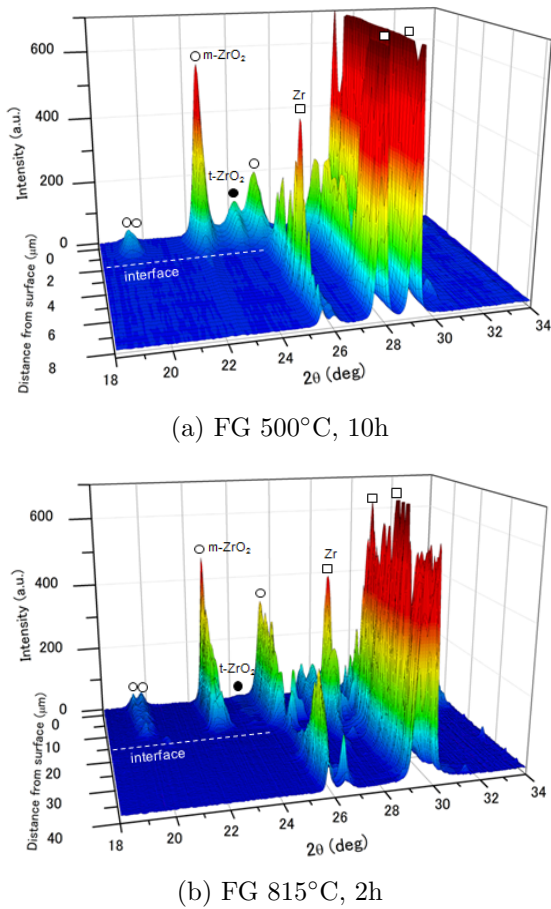 600
400
200
0
Intensity (a.u.)
m-ZrO₂
t-ZrO₂
Zr
interface
0
2
4
6
8
Distance from surface (μm)
18
20
22
24
26
28
30
32
34
2θ (deg)
(a) FG 500°C, 10h
600
400
200
0
Intensity (a.u.)
m-ZrO₂
t-ZrO₂
Zr
interface
0
10
20
30
40
Distance from surface (μm)
18
20
22
24
26
28
30
32
34
2θ (deg)
(b) FG 815°C, 2h